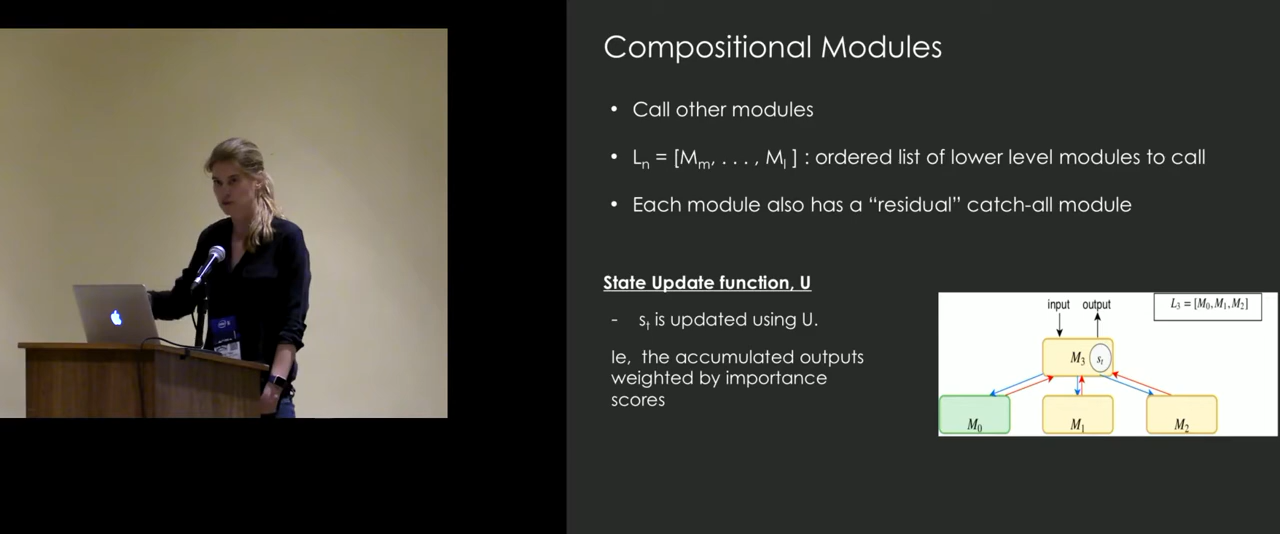 Compositional Modules
• Call other modules
• Lₙ = [Mₘ, . . . , Mₗ ] : ordered list of lower level modules to call
• Each module also has a “residual” catch-all module
State Update function, U
- sₜ is updated using U.
Ie, the accumulated outputs
weighted by importance
scores
input output
L₃ = [M₀, M₁, M₂]
M₃ sₜ
M₀ M₁ M₂